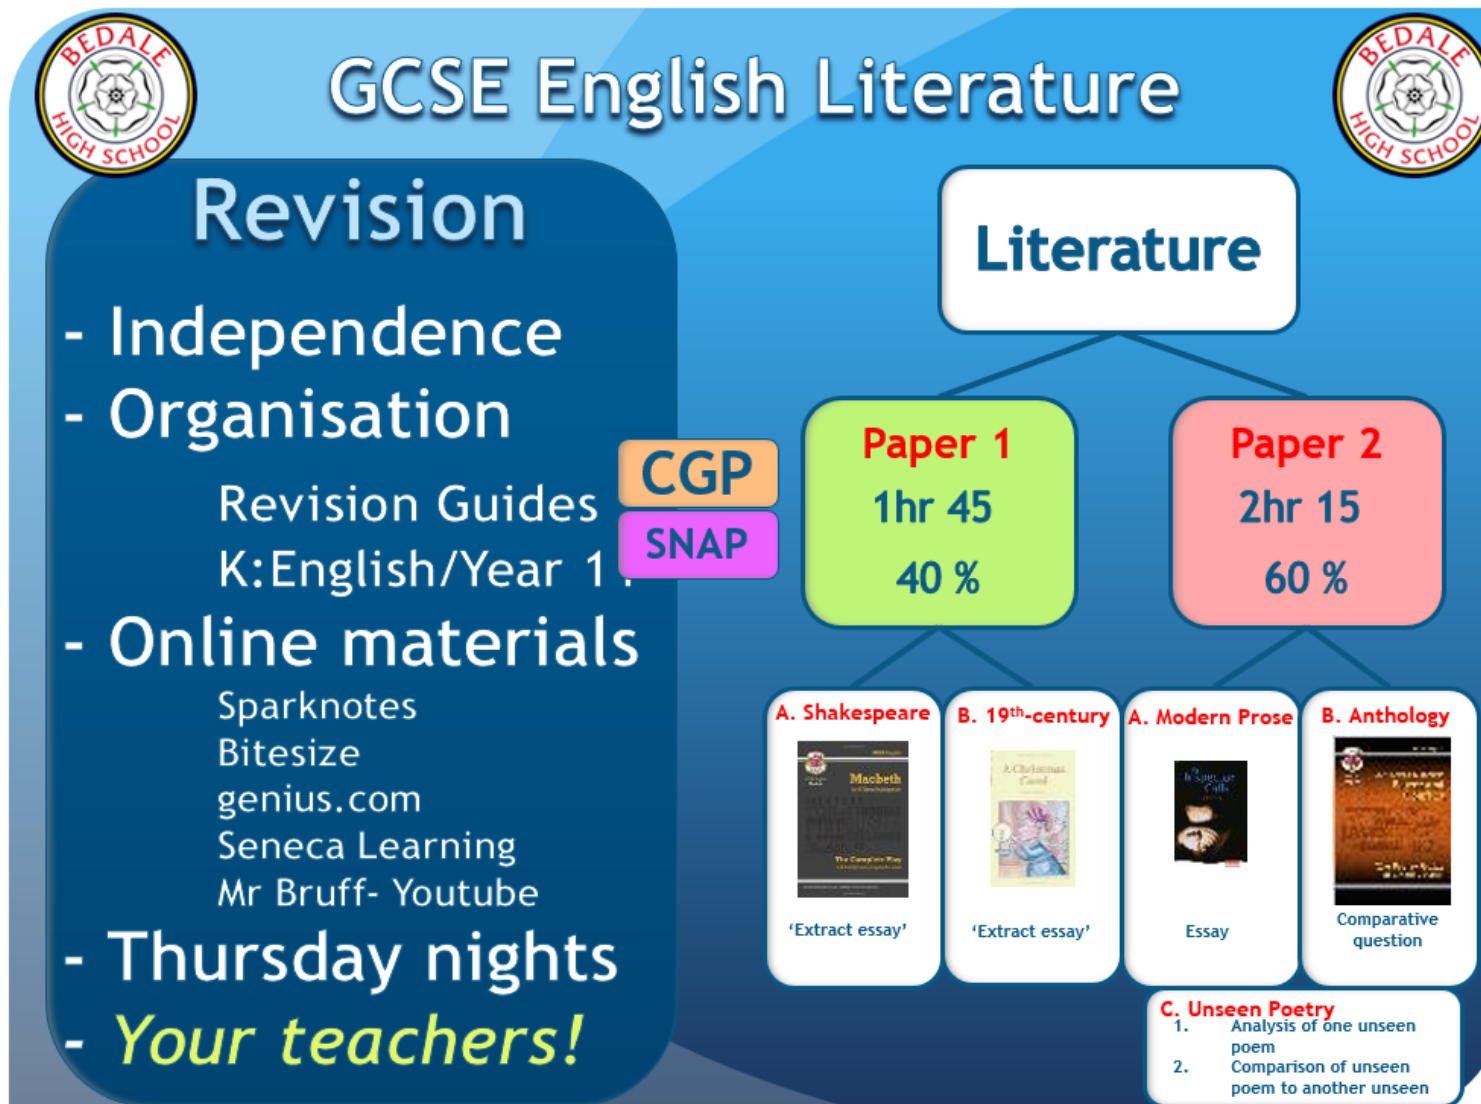 BEDALE
HIGH SCHOOL
GCSE English Literature
BEDALE
HIGH SCHOOL
Revision
- Independence
- Organisation
Revision Guides
K:English/Year 1
CGP
SNAP
- Online materials
Sparknotes
Bitesize
genius.com
Seneca Learning
Mr Bruff- Youtube
- Thursday nights
- Your teachers!
Literature
Paper 1
1hr 45
40 %
Paper 2
2hr 15
60 %
A. Shakespeare
Macbeth
The Complete Play
'Extract essay'
B. 19th-century
A Christmas
Carol
'Extract essay'
A. Modern Prose
An
Inspector
Calls
Essay
B. Anthology
Comparative
question
C. Unseen Poetry
1. Analysis of one unseen
poem
2. Comparison of unseen
poem to another unseen